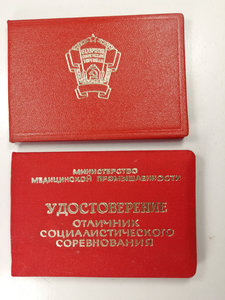 МИНИСТЕРСТВО
МЕДИЦИНСКОЙ ПРОМЫШЛЕННОСТИ
УДОСТОВЕРЕНИЕ
ОТЛИЧНИК
СОЦИАЛИСТИЧЕСКОГО
СОРЕВНОВАНИЯ